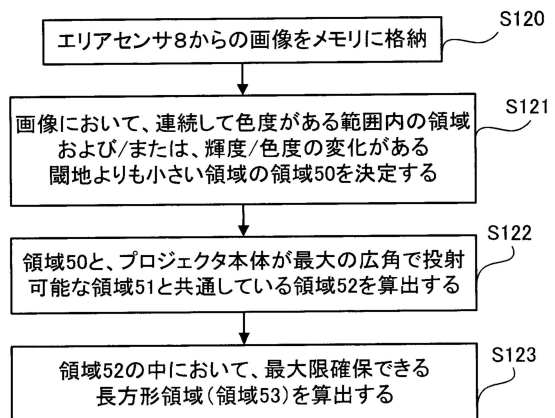 S120
エリアセンサ8からの画像をメモリに格納
S121
画像において、連続して色度がある範囲内の領域
および/または、輝度/色度の変化がある
閾地よりも小さい領域の領域50を決定する
S122
領域50と、プロジェクタ本体が最大の広角で投射
可能な領域51と共通している領域52を算出する
S123
領域52の中において、最大限確保できる
長方形領域(領域53)を算出する